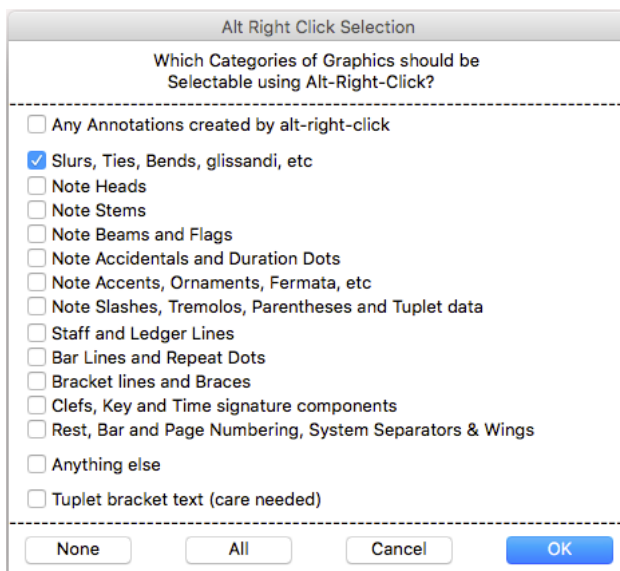 Alt Right Click Selection
Which Categories of Graphics should be
Selectable using Alt-Right-Click?
Any Annotations created by alt-right-click
Slurs, Ties, Bends, glissandi, etc
Note Heads
Note Stems
Note Beams and Flags
Note Accidentals and Duration Dots
Note Accents, Ornaments, Fermata, etc
Note Slashes, Tremolos, Parentheses and Tuplet data
Staff and Ledger Lines
Bar Lines and Repeat Dots
Bracket lines and Braces
Clefs, Key and Time signature components
Rest, Bar and Page Numbering, System Separators & Wings
Anything else
Tuplet bracket text (care needed)
None All Cancel OK